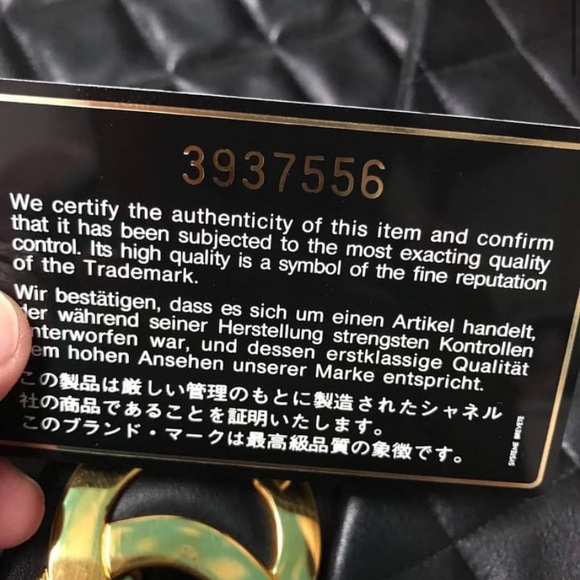 3937556
We certify the authenticity of this item and confirm
that it has been subjected to the most exacting quality
control. Its high quality is a symbol of the fine reputation
of the Trademark.
Wir bestätigen, dass es sich um einen Artikel handelt,
der während seiner Herstellung strengsten Kontrollen
unterworfen war, und dessen erstklassige Qualität
dem hohen Ansehen unserer Marke entspricht.
この製品は厳しい管理のもとに製造されたシャネル
社の商品であることを証明いたします。
このブランド・マークは最高級品質の象徴です。
SYSTEME BREVETE